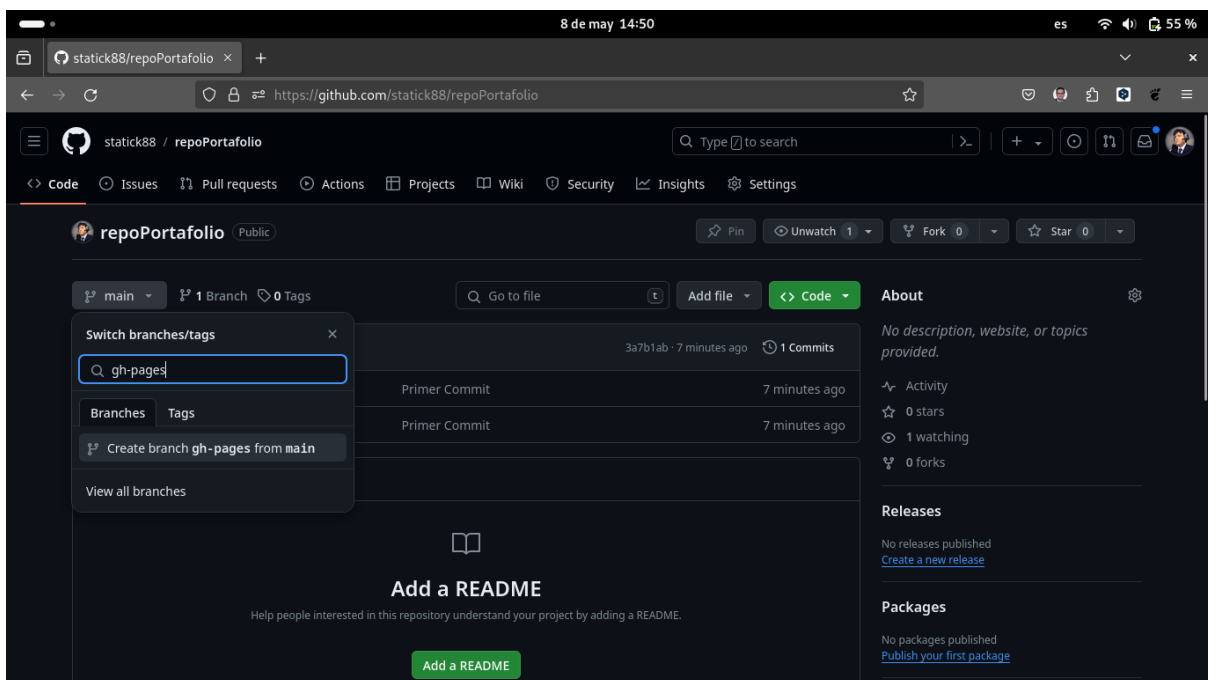 8 de may 14:50
es
55 %
statick88/repoPortafolio
https://github.com/statick88/repoPortafolio
statick88 / repoPortafolio
Type / to search
Code Issues Pull requests Actions Projects Wiki Security Insights Settings
repoPortafolio Public
Pin Unwatch 1 Fork 0 Star 0
main 1 Branch 0 Tags
Go to file t Add file Code
Switch branches/tags
gh-pages
Branches Tags
Create branch gh-pages from main
View all branches
3a7b1ab · 7 minutes ago 1 Commits
Primer Commit 7 minutes ago
Primer Commit 7 minutes ago
Add a README
Help people interested in this repository understand your project by adding a README.
Add a README
About
No description, website, or topics
provided.
Activity
0 stars
1 watching
0 forks
Releases
No releases published
Create a new release
Packages
No packages published
Publish your first package